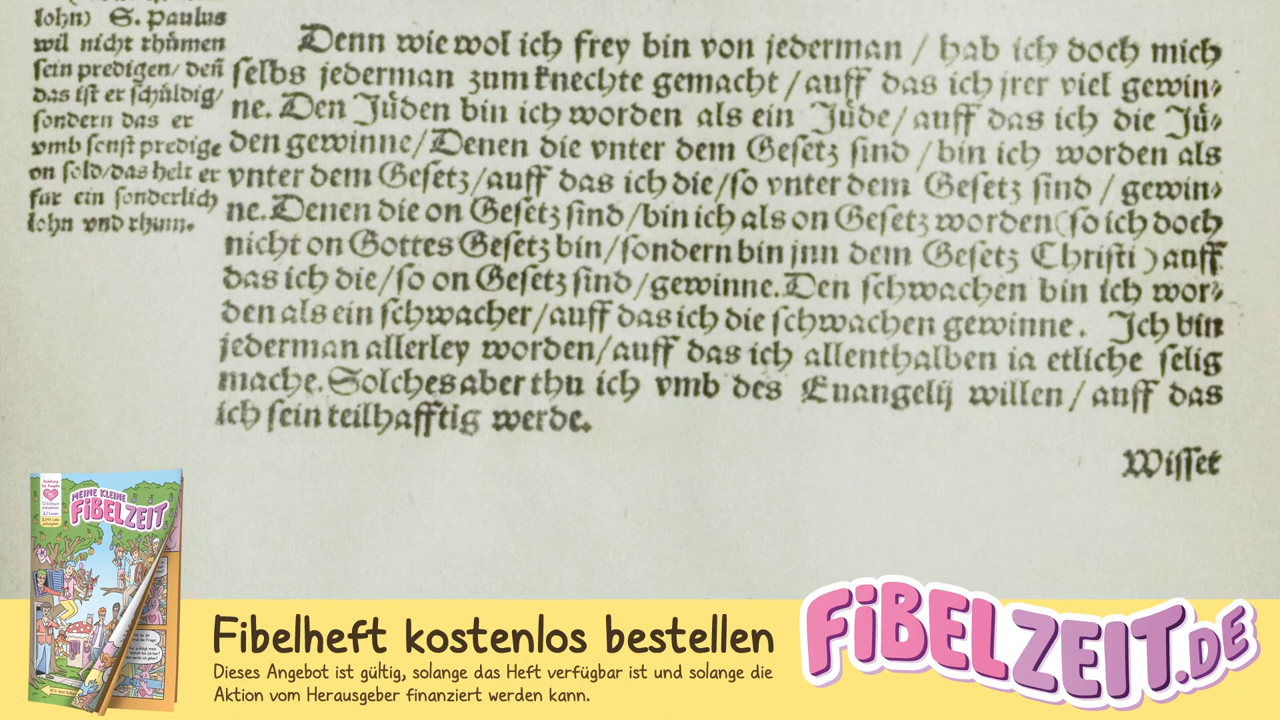 lohn) S. Paulus
wil nicht rhümen
sein predigen/ deñ
das ist er schüldig/
sondern das er
vmb sonst predige
on sold/das helt er
fur ein sonderlich
lohn vnd rhum.
Denn wie wol ich frey bin von jederman / hab ich doch mich
selbs jederman zum knechte gemacht / auff das ich jrer viel gewin-
ne. Den Jüden bin ich worden als ein Jüde/ auff das ich die Jü-
den gewinne/Denen die vnter dem Gesetz sind / bin ich worden als
vnter dem Gesetz/auff das ich die/so vnter dem Gesetz sind / gewin-
ne. Denen die on Gesetz sind/bin ich als on Gesetz worden (so ich doch
nicht on Gottes Gesetz bin/sondern bin jnn dem Gesetz Christi ) auff
das ich die/so on Gesetz sind/gewinne. Den schwachen bin ich wor-
den als ein schwacher/auff das ich die schwachen gewinne. Ich bin
jederman allerley worden/auff das ich allenthalben ia etliche selig
mache. Solches aber thu ich vmb des Euangelij willen/ auff das
ich sein teilhafftig werde.
Wisset
MEINE KLEINE
FIBELZEIT
Fibelheft kostenlos bestellen
Dieses Angebot ist gültig, solange das Heft verfügbar ist und solange die
Aktion vom Herausgeber finanziert werden kann.
FIBELZEIT.DE